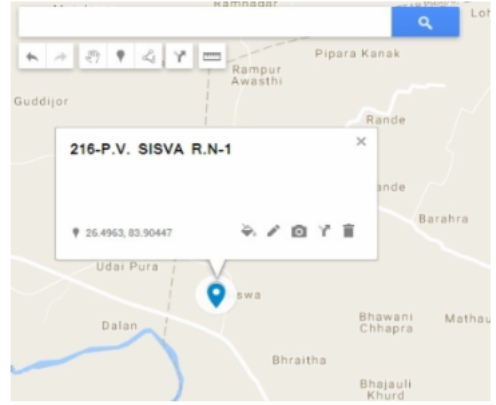 Ramnagar
Loh
Pipara Kanak
Rampur
Awasthi
Guddijor
Rande
216-P.V. SISVA R.N-1
ande
26.4963, 83.90447
Barahra
Udai Pura
swa
Dalan
Bhawani
Chhapra
Mathau
Bhraitha
Bhajauli
Khurd